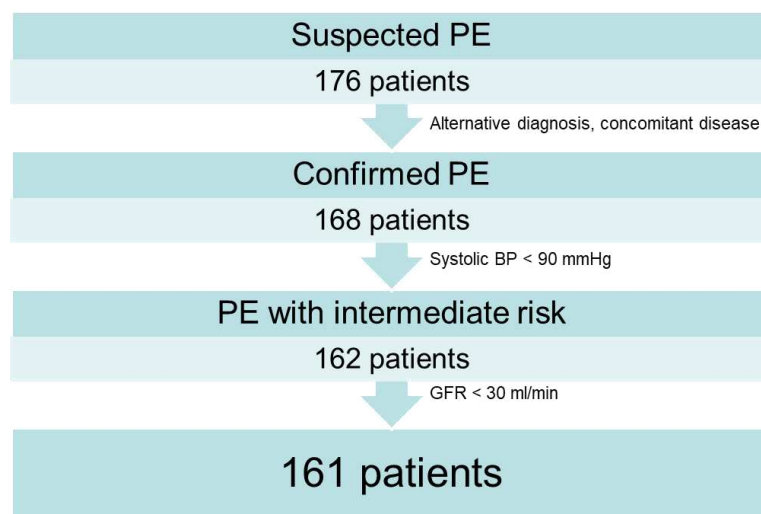 Suspected PE
176 patients
Alternative diagnosis, concomitant disease
Confirmed PE
168 patients
Systolic BP < 90 mmHg
PE with intermediate risk
162 patients
GFR < 30 ml/min
161 patients